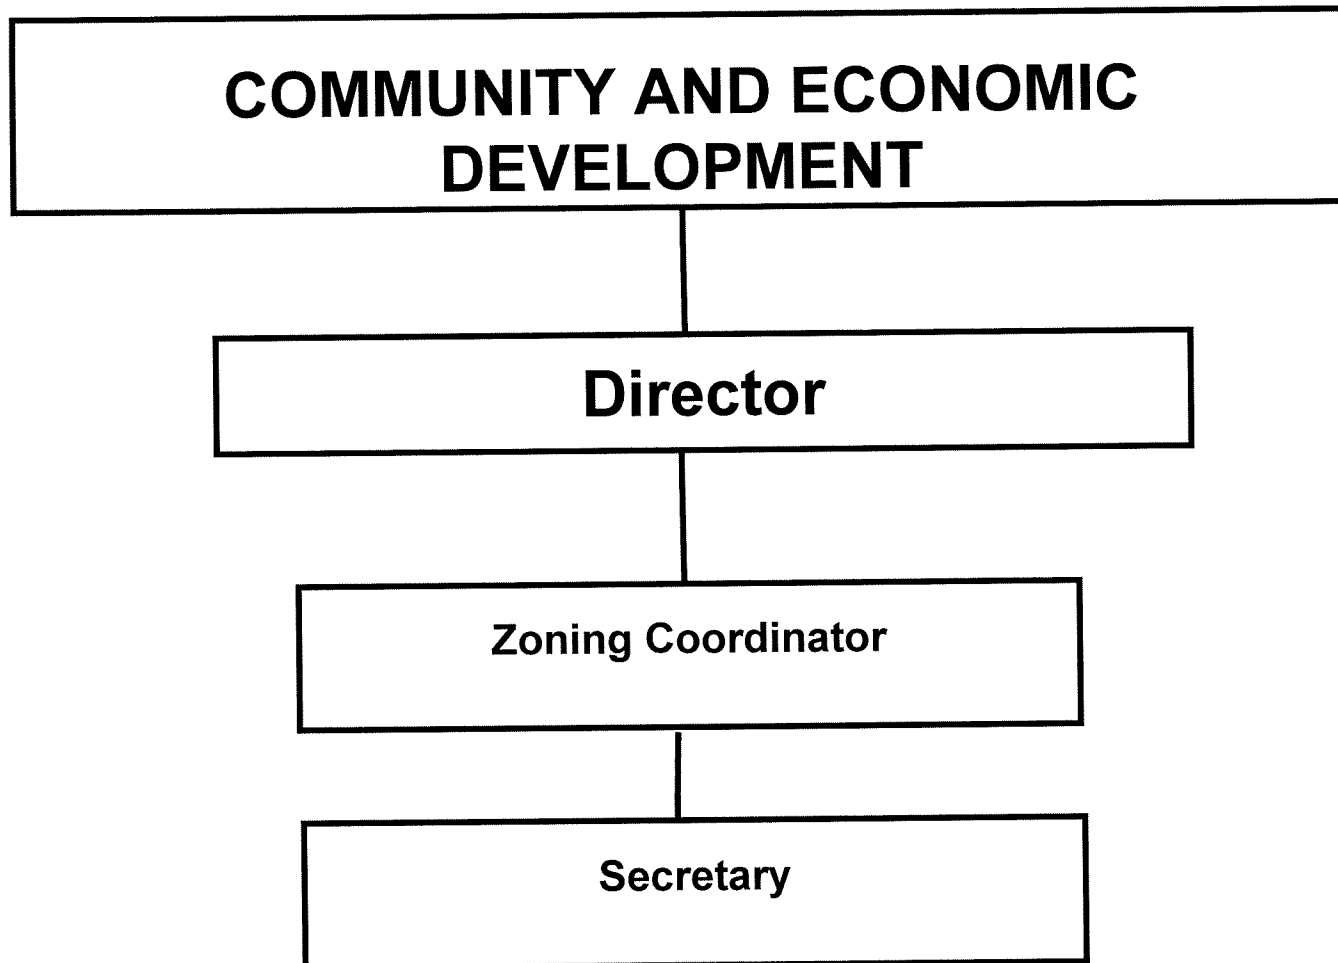 COMMUNITY AND ECONOMIC
DEVELOPMENT
Director
Zoning Coordinator
Secretary